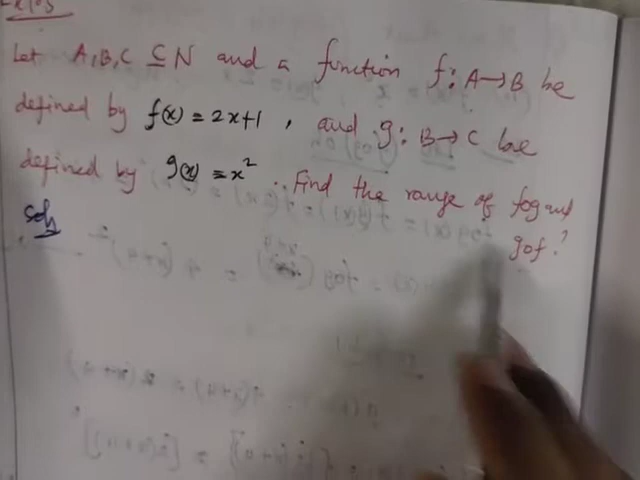 Let A,B,C ⊆ N and a function f: A→B be
defined by f(x) = 2x+1, and g: B→C be
defined by g(x) = x². Find the range of fog and
gof?
Soln